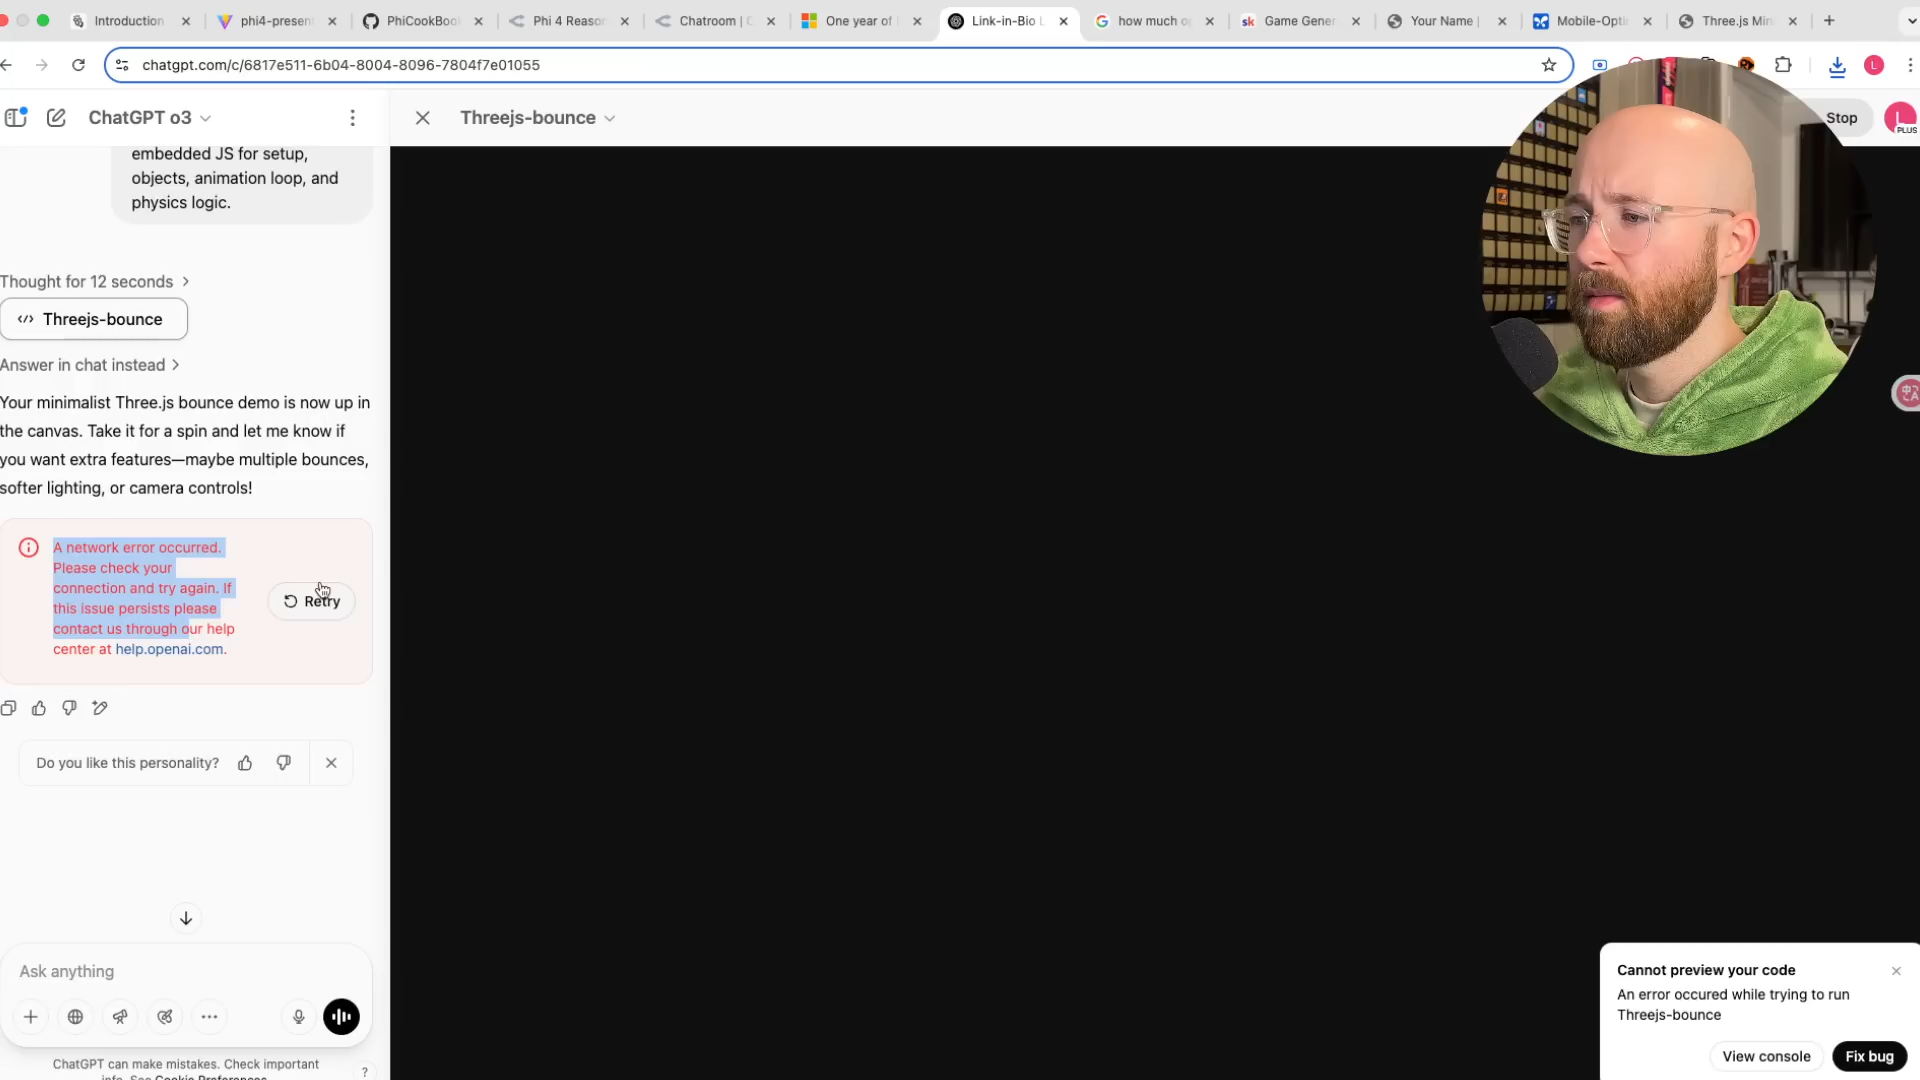 Introduction
phi4-presen
PhiCookBoo
Phi 4 Reaso
Chatroom | C
One year of
Link-in-Bio L
how much o
Game Gener
Your Name |
Mobile-Opti
Three.js Min
chatgpt.com/c/6817e511-6b04-8004-8096-7804f7e01055
L
ChatGPT o3
Threejs-bounce
Stop
L
PLUS
embedded JS for setup,
objects, animation loop, and
physics logic.
Thought for 12 seconds
Threejs-bounce
Answer in chat instead
Your minimalist Three.js bounce demo is now up in
the canvas. Take it for a spin and let me know if
you want extra features—maybe multiple bounces,
softer lighting, or camera controls!
A network error occurred.
Please check your
connection and try again. If
this issue persists please
contact us through our help
center at help.openai.com.
Retry
Do you like this personality?
Ask anything
ChatGPT can make mistakes. Check important
info. See Cookie Preferences.
?
Cannot preview your code
An error occured while trying to run
Threejs-bounce
View console
Fix bug